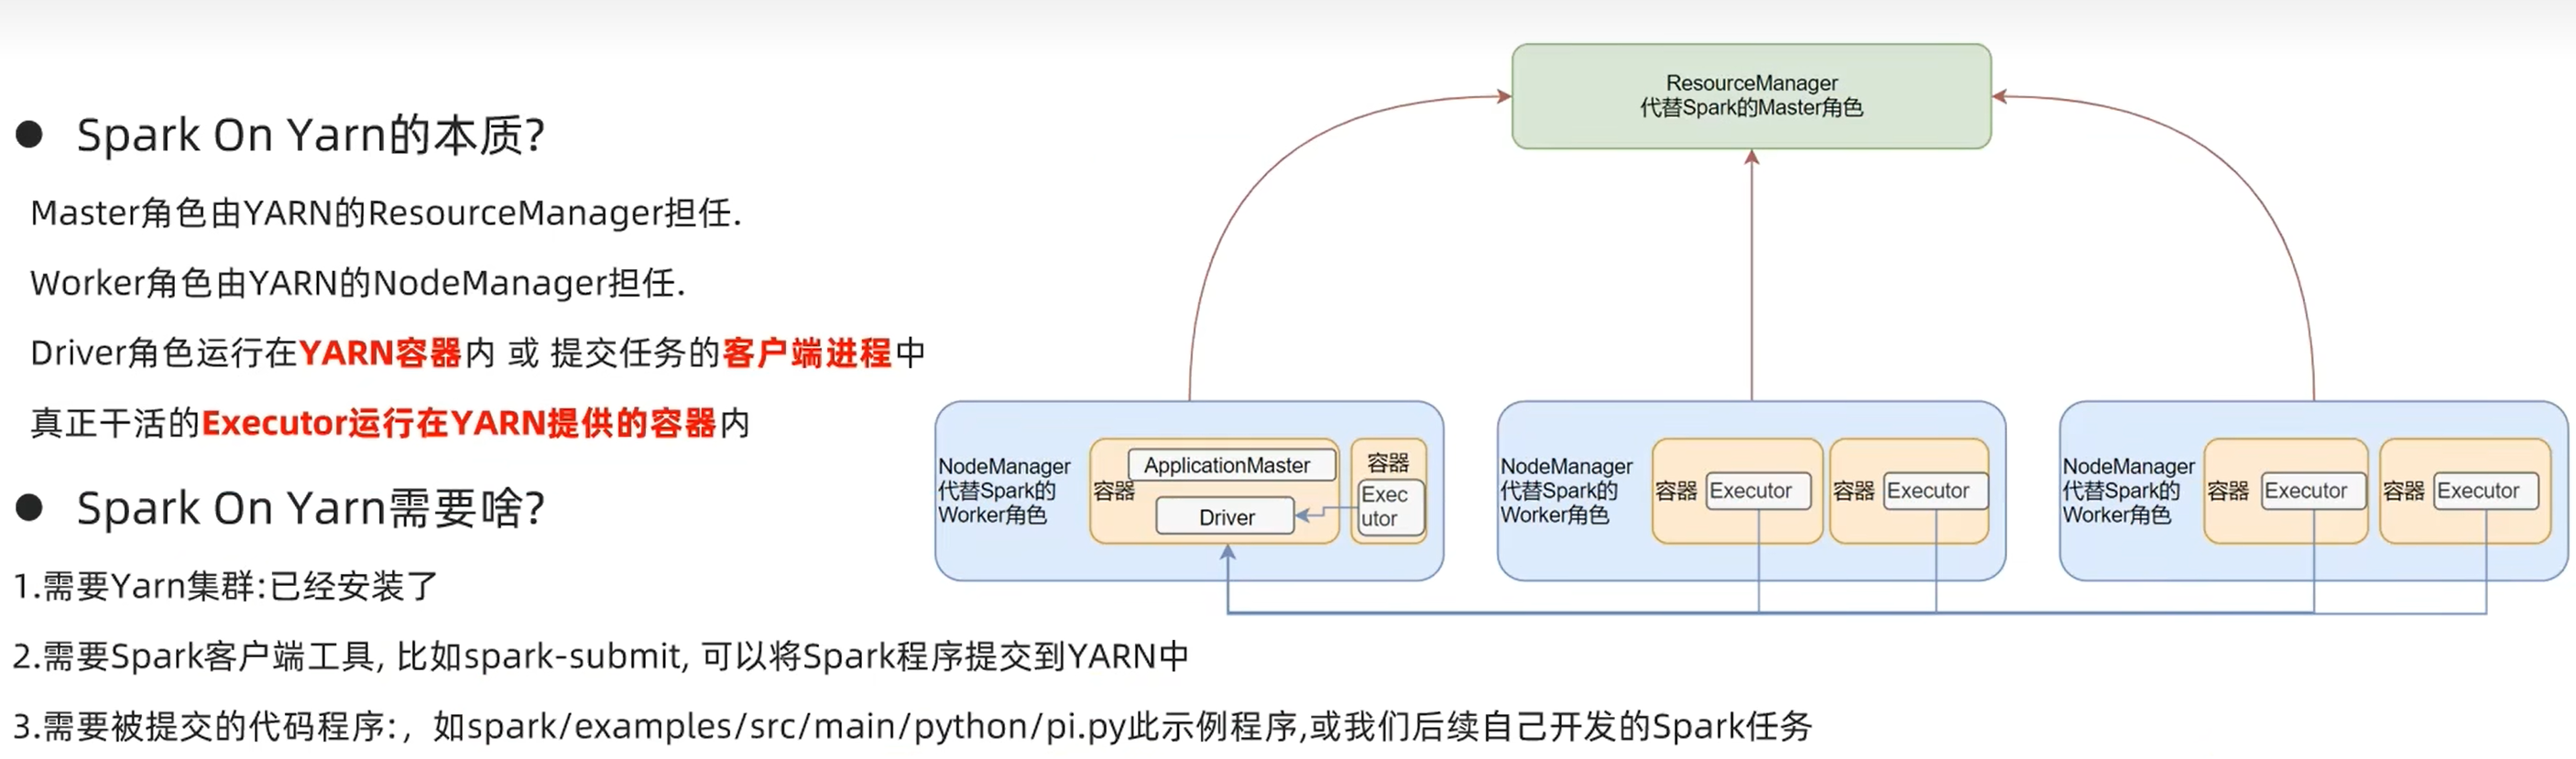 Spark On Yarn的本质?
Master角色由YARN的ResourceManager担任.
Worker角色由YARN的NodeManager担任.
Driver角色运行在YARN容器内 或 提交任务的客户端进程中
真正干活的Executor运行在YARN提供的容器内
Spark On Yarn需要啥?
1.需要Yarn集群:已经安装了
2.需要Spark客户端工具, 比如spark-submit, 可以将Spark程序提交到YARN中
3.需要被提交的代码程序:，如spark/examples/src/main/python/pi.py此示例程序,或我们后续自己开发的Spark任务
ResourceManager
代替Spark的Master角色
NodeManager
代替Spark的
Worker角色
容器
ApplicationMaster
Driver
容器
Exec
utor
NodeManager
代替Spark的
Worker角色
容器
Executor
容器
Executor
NodeManager
代替Spark的
Worker角色
容器
Executor
容器
Executor